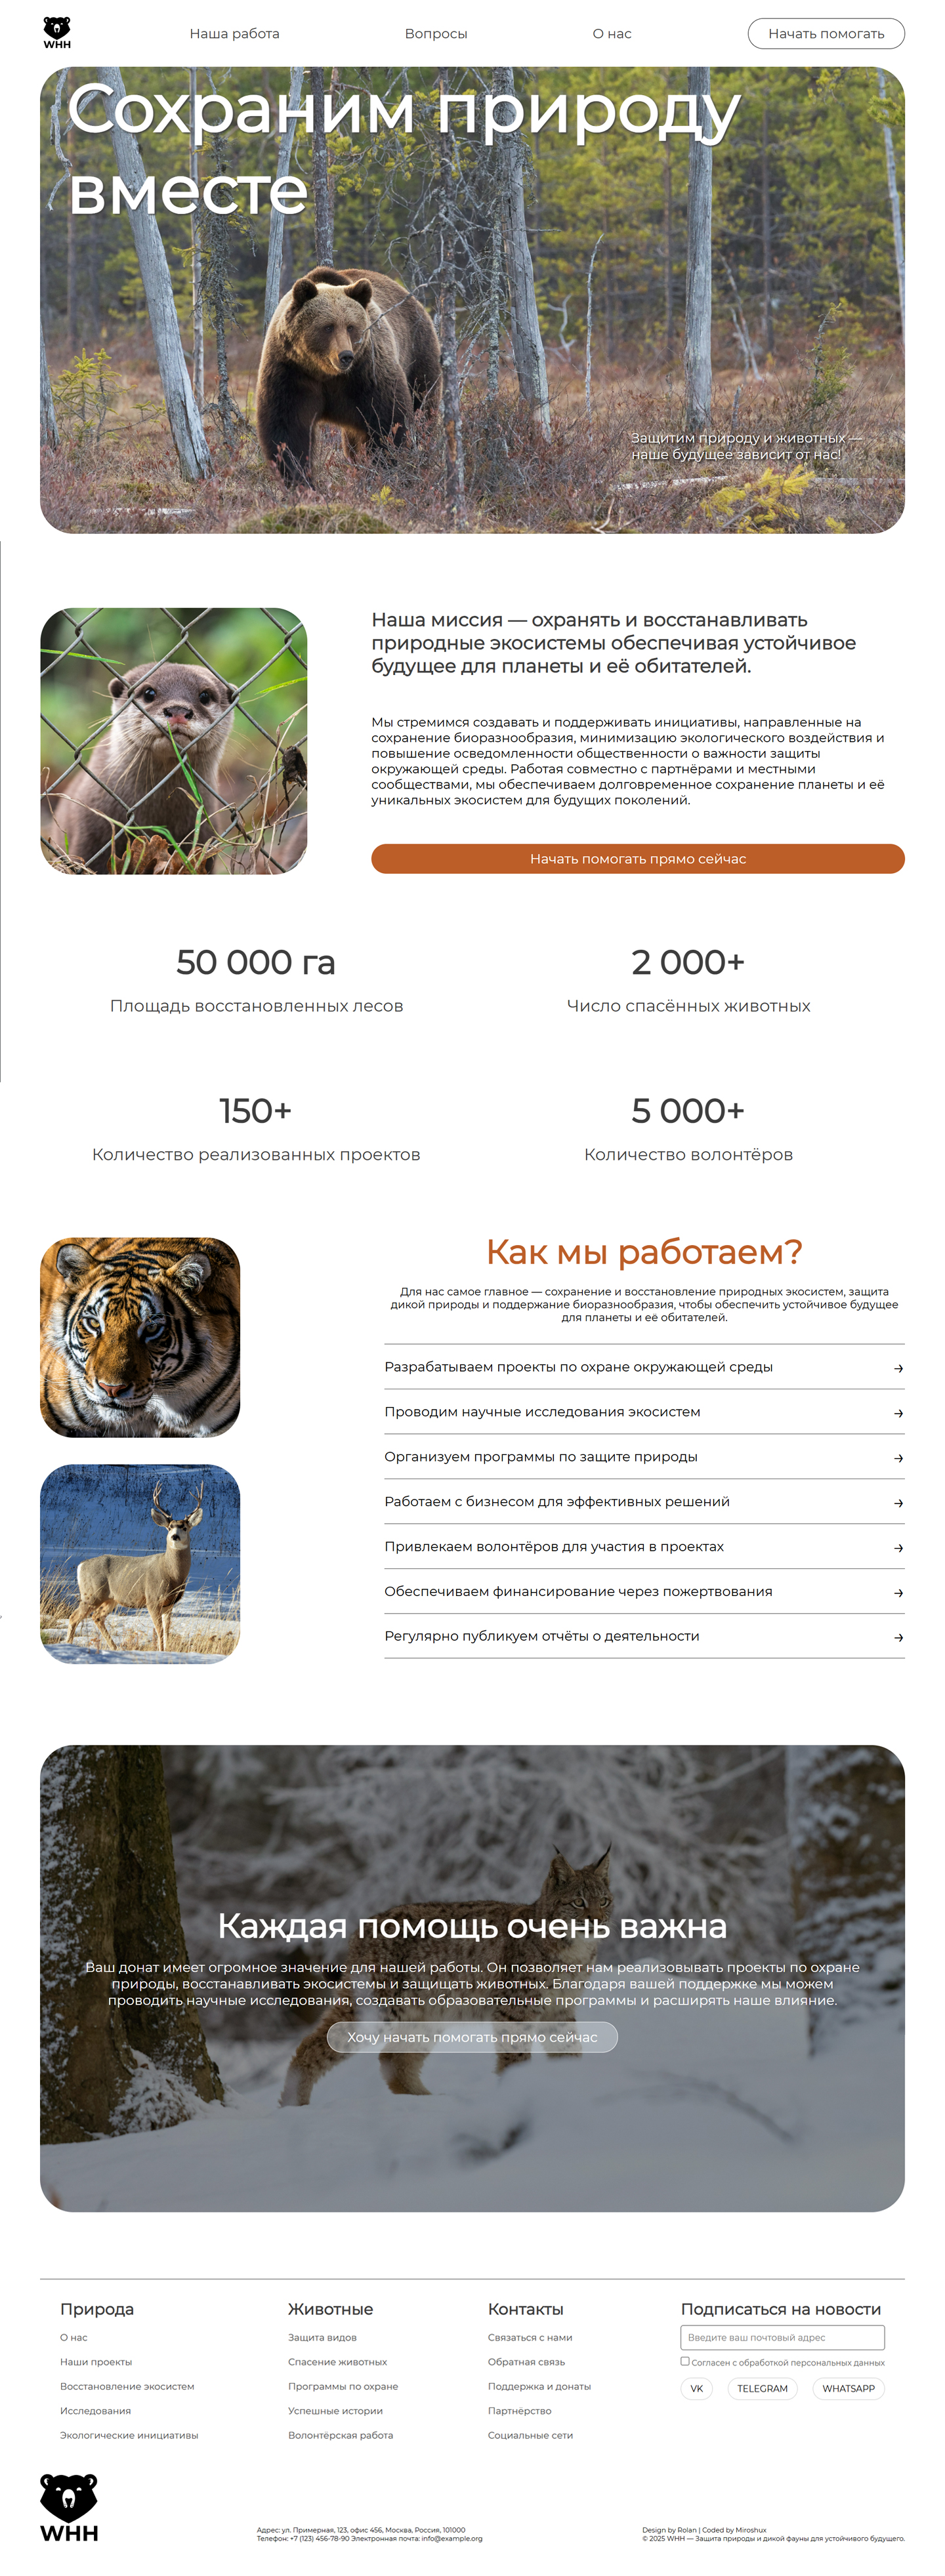 WHH
Наша работа
Вопросы
О нас
Начать помогать
Сохраним природу
вместе
Защитим природу и животных —
наше будущее зависит от нас!
Наша миссия — охранять и восстанавливать
природные экосистемы обеспечивая устойчивое
будущее для планеты и её обитателей.
Мы стремимся создавать и поддерживать инициативы, направленные на
сохранение биоразнообразия, минимизацию экологического воздействия и
повышение осведомленности общественности о важности защиты
окружающей среды. Работая совместно с партнёрами и местными
сообществами, мы обеспечиваем долговременное сохранение планеты и её
уникальных экосистем для будущих поколений.
Начать помогать прямо сейчас
50 000 га
Площадь восстановленных лесов
2 000+
Число спасённых животных
150+
Количество реализованных проектов
5 000+
Количество волонтёров
Как мы работаем?
Для нас самое главное — сохранение и восстановление природных экосистем, защита
дикой природы и поддержание биоразнообразия, чтобы обеспечить устойчивое будущее
для планеты и её обитателей.
Разрабатываем проекты по охране окружающей среды →
Проводим научные исследования экосистем →
Организуем программы по защите природы →
Работаем с бизнесом для эффективных решений →
Привлекаем волонтёров для участия в проектах →
Обеспечиваем финансирование через пожертвования →
Регулярно публикуем отчёты о деятельности →
Каждая помощь очень важна
Ваш донат имеет огромное значение для нашей работы. Он позволяет нам реализовывать проекты по охране
природы, восстанавливать экосистемы и защищать животных. Благодаря вашей поддержке мы можем
проводить научные исследования, создавать образовательные программы и расширять наше влияние.
Хочу начать помогать прямо сейчас
Природа
О нас
Наши проекты
Восстановление экосистем
Исследования
Экологические инициативы
Животные
Защита видов
Спасение животных
Программы по охране
Успешные истории
Волонтёрская работа
Контакты
Связаться с нами
Обратная связь
Поддержка и донаты
Партнёрство
Социальные сети
Подписаться на новости
Введите ваш почтовый адрес
Согласен с обработкой персональных данных
VK
TELEGRAM
WHATSAPP
WHH
Адрес: ул. Примерная, 123, офис 456, Москва, Россия, 101000
Телефон: +7 (123) 456-78-90 Электронная почта: info@example.org
Design by Rolan | Coded by Miroshux
© 2025 WHH — Защита природы и дикой фауны для устойчивого будущего.